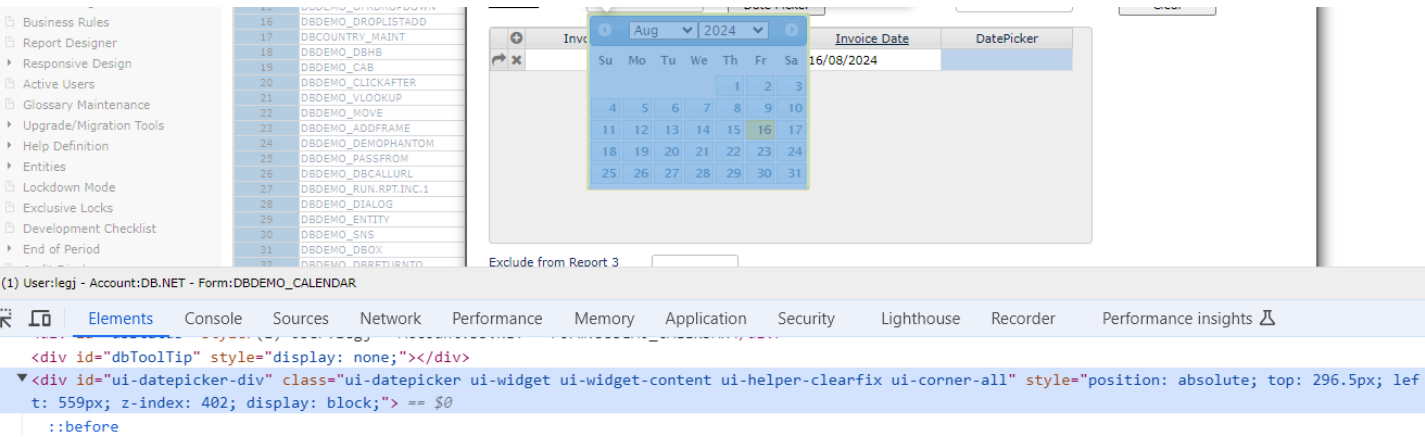 Business Rules
Report Designer
Responsive Design
Active Users
Glossary Maintenance
Upgrade/Migration Tools
Help Definition
Entities
Lockdown Mode
Exclusive Locks
Development Checklist
End of Period
15
16 DBDEMO_DROPLISTADD
17 DBCOUNTRY_MAINT
18 DBDEMO_DBHB
19 DBDEMO_CAB
20 DBDEMO_CLICKAFTER
21 DBDEMO_VLOOKUP
22 DBDEMO_MOVE
23 DBDEMO_ADDFRAME
24 DBDEMO_DEMOPHANTOM
25 DBDEMO_PASSFROM
26 DBDEMO_DBCALLURL
27 DBDEMO_RUN.RPT.INC.1
28 DBDEMO_DIALOG
29 DBDEMO_ENTITY
30 DBDEMO_SNS
31 DBDEMO_DBOX
32 DBDEMO_DBRETURNTO
Date Picker
Clear
Invo
Invoice Date
DatePicker
16/08/2024
Aug 2024
Su Mo Tu We Th Fr Sa
1 2 3
4 5 6 7 8 9 10
11 12 13 14 15 16 17
18 19 20 21 22 23 24
25 26 27 28 29 30 31
Exclude from Report 3
(1) User:legj - Account:DB.NET - Form:DBDEMO_CALENDAR
Elements Console Sources Network Performance Memory Application Security Lighthouse Recorder Performance insights
<div id="dbToolTip" style="display: none;"></div>
<div id="ui-datepicker-div" class="ui-datepicker ui-widget ui-widget-content ui-helper-clearfix ui-corner-all" style="position: absolute; top: 296.5px; lef
t: 559px; z-index: 402; display: block;"> == $0
::before